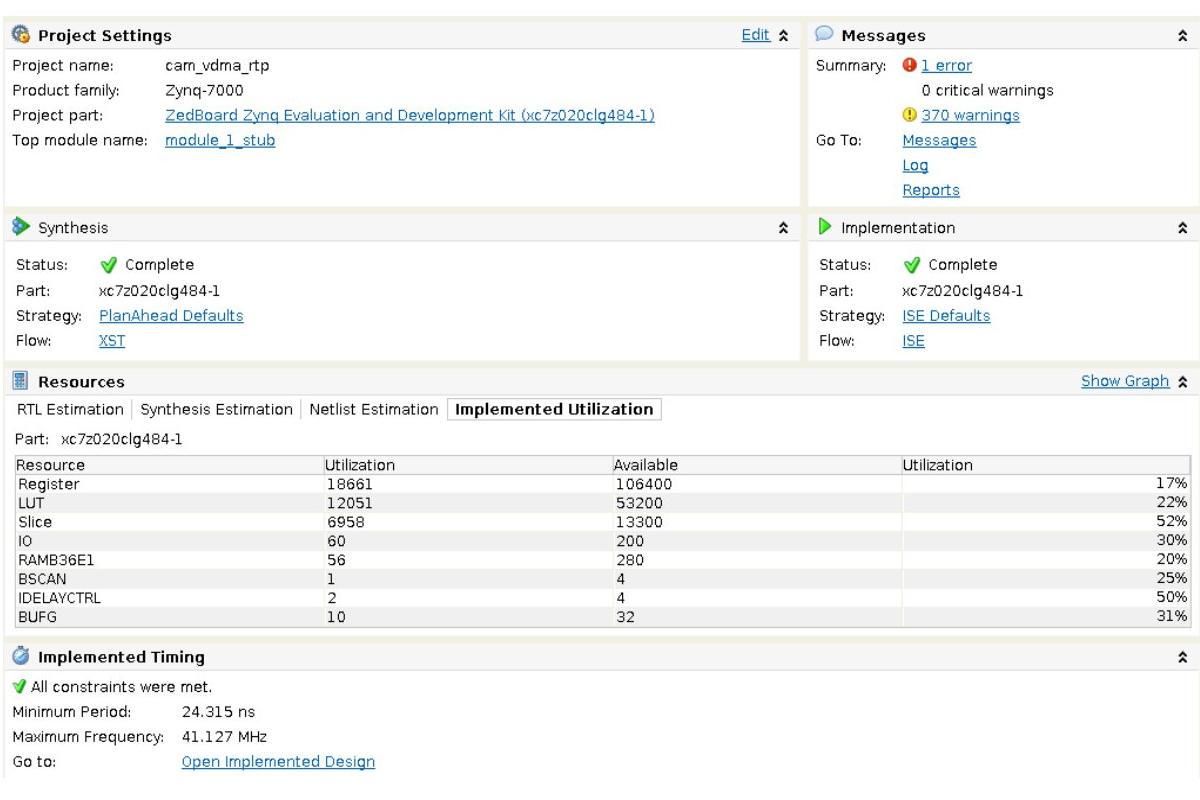 Project Settings Edit
Project name: cam_vdma_rtp
Product family: Zynq-7000
Project part: ZedBoard Zynq Evaluation and Development Kit (xc7z020clg484-1)
Top module name: module_1_stub
Messages
Summary: 1 error
0 critical warnings
370 warnings
Go To: Messages
Log
Reports
Synthesis
Status: Complete
Part: xc7z020clg484-1
Strategy: PlanAhead Defaults
Flow: XST
Implementation
Status: Complete
Part: xc7z020clg484-1
Strategy: ISE Defaults
Flow: ISE
Resources Show Graph
RTL Estimation Synthesis Estimation Netlist Estimation Implemented Utilization
Part: xc7z020clg484-1
Resource Utilization Available Utilization
Register 18661 106400 17%
LUT 12051 53200 22%
Slice 6958 13300 52%
IO 60 200 30%
RAMB36E1 56 280 20%
BSCAN 1 4 25%
IDELAYCTRL 2 4 50%
BUFG 10 32 31%
Implemented Timing
All constraints were met.
Minimum Period: 24.315 ns
Maximum Frequency: 41.127 MHz
Go to: Open Implemented Design